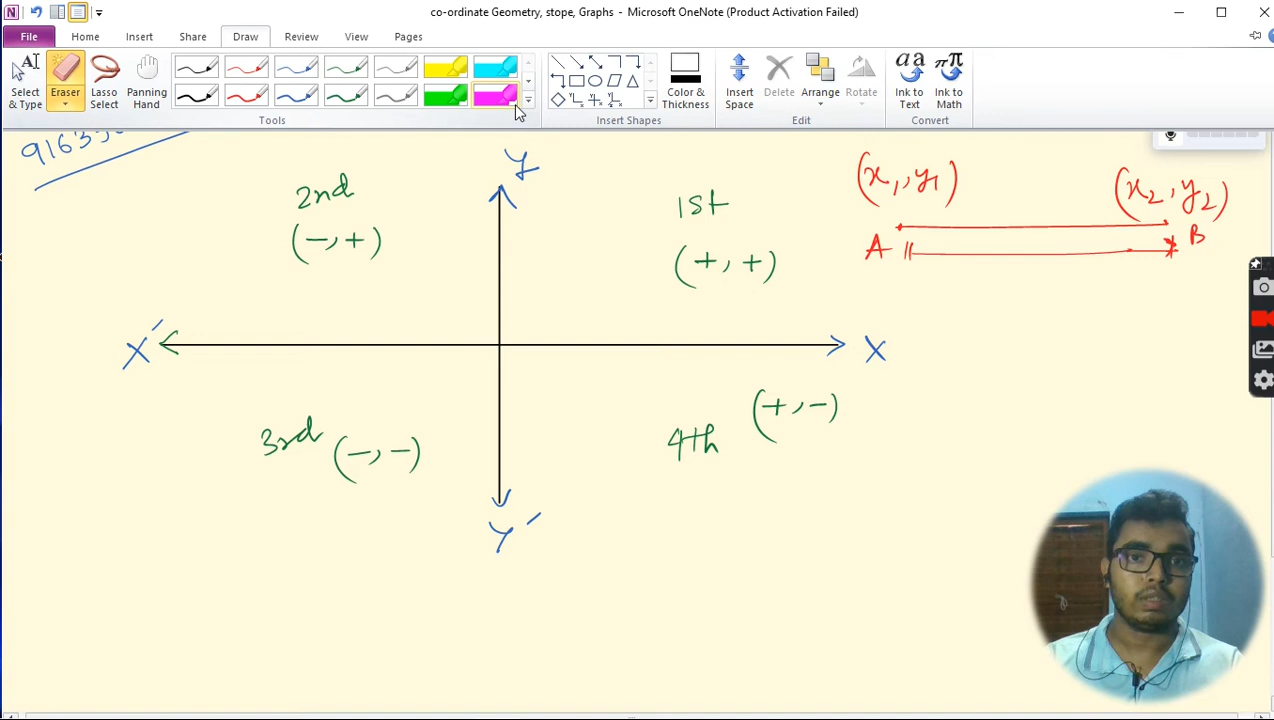 co-ordinate Geometry, stope, Graphs - Microsoft OneNote (Product Activation Failed)
File Home Insert Share Draw Review View Pages
Select & Type
Eraser
Lasso Select
Panning Hand
Color & Thickness
Insert Space
Delete
Arrange
Rotate
Ink to Text
Ink to Math
Tools
Insert Shapes
Edit
Convert
Y
2nd
(-, +)
1st
(+, +)
(x₁, y₁)
(x₂, y₂)
A
B
X'
X
3rd (-, -)
4th (+, -)
Y'